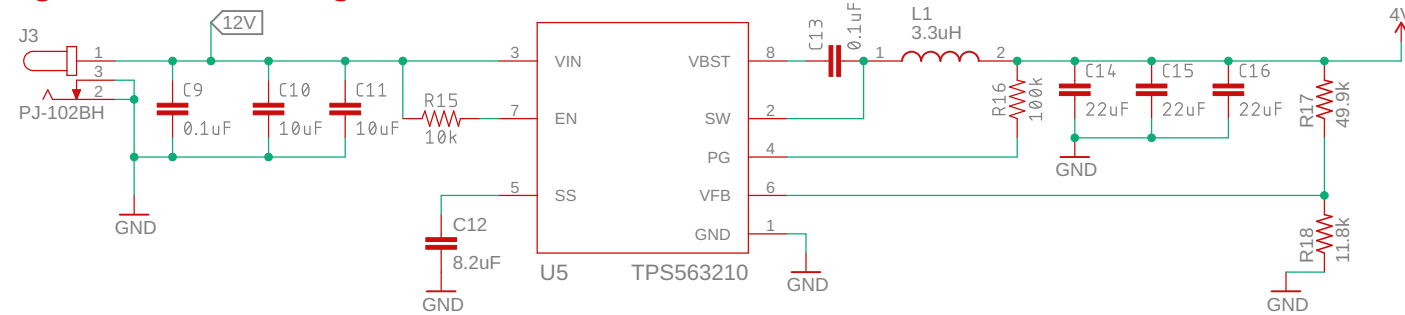 12V
J3
1
3
2
PJ-102BH
C9
0.1uF
C10
10uF
C11
10uF
R15
10k
GND
3
VIN
7
EN
5
SS
C12
8.2uF
GND
VBST
8
SW
2
PG
4
VFB
6
GND
1
U5
TPS563210
GND
C13
0.1uF
1
L1
3.3uH
2
R16
100k
C14
22uF
C15
22uF
C16
22uF
GND
R17
49.9k
R18
11.8k
GND